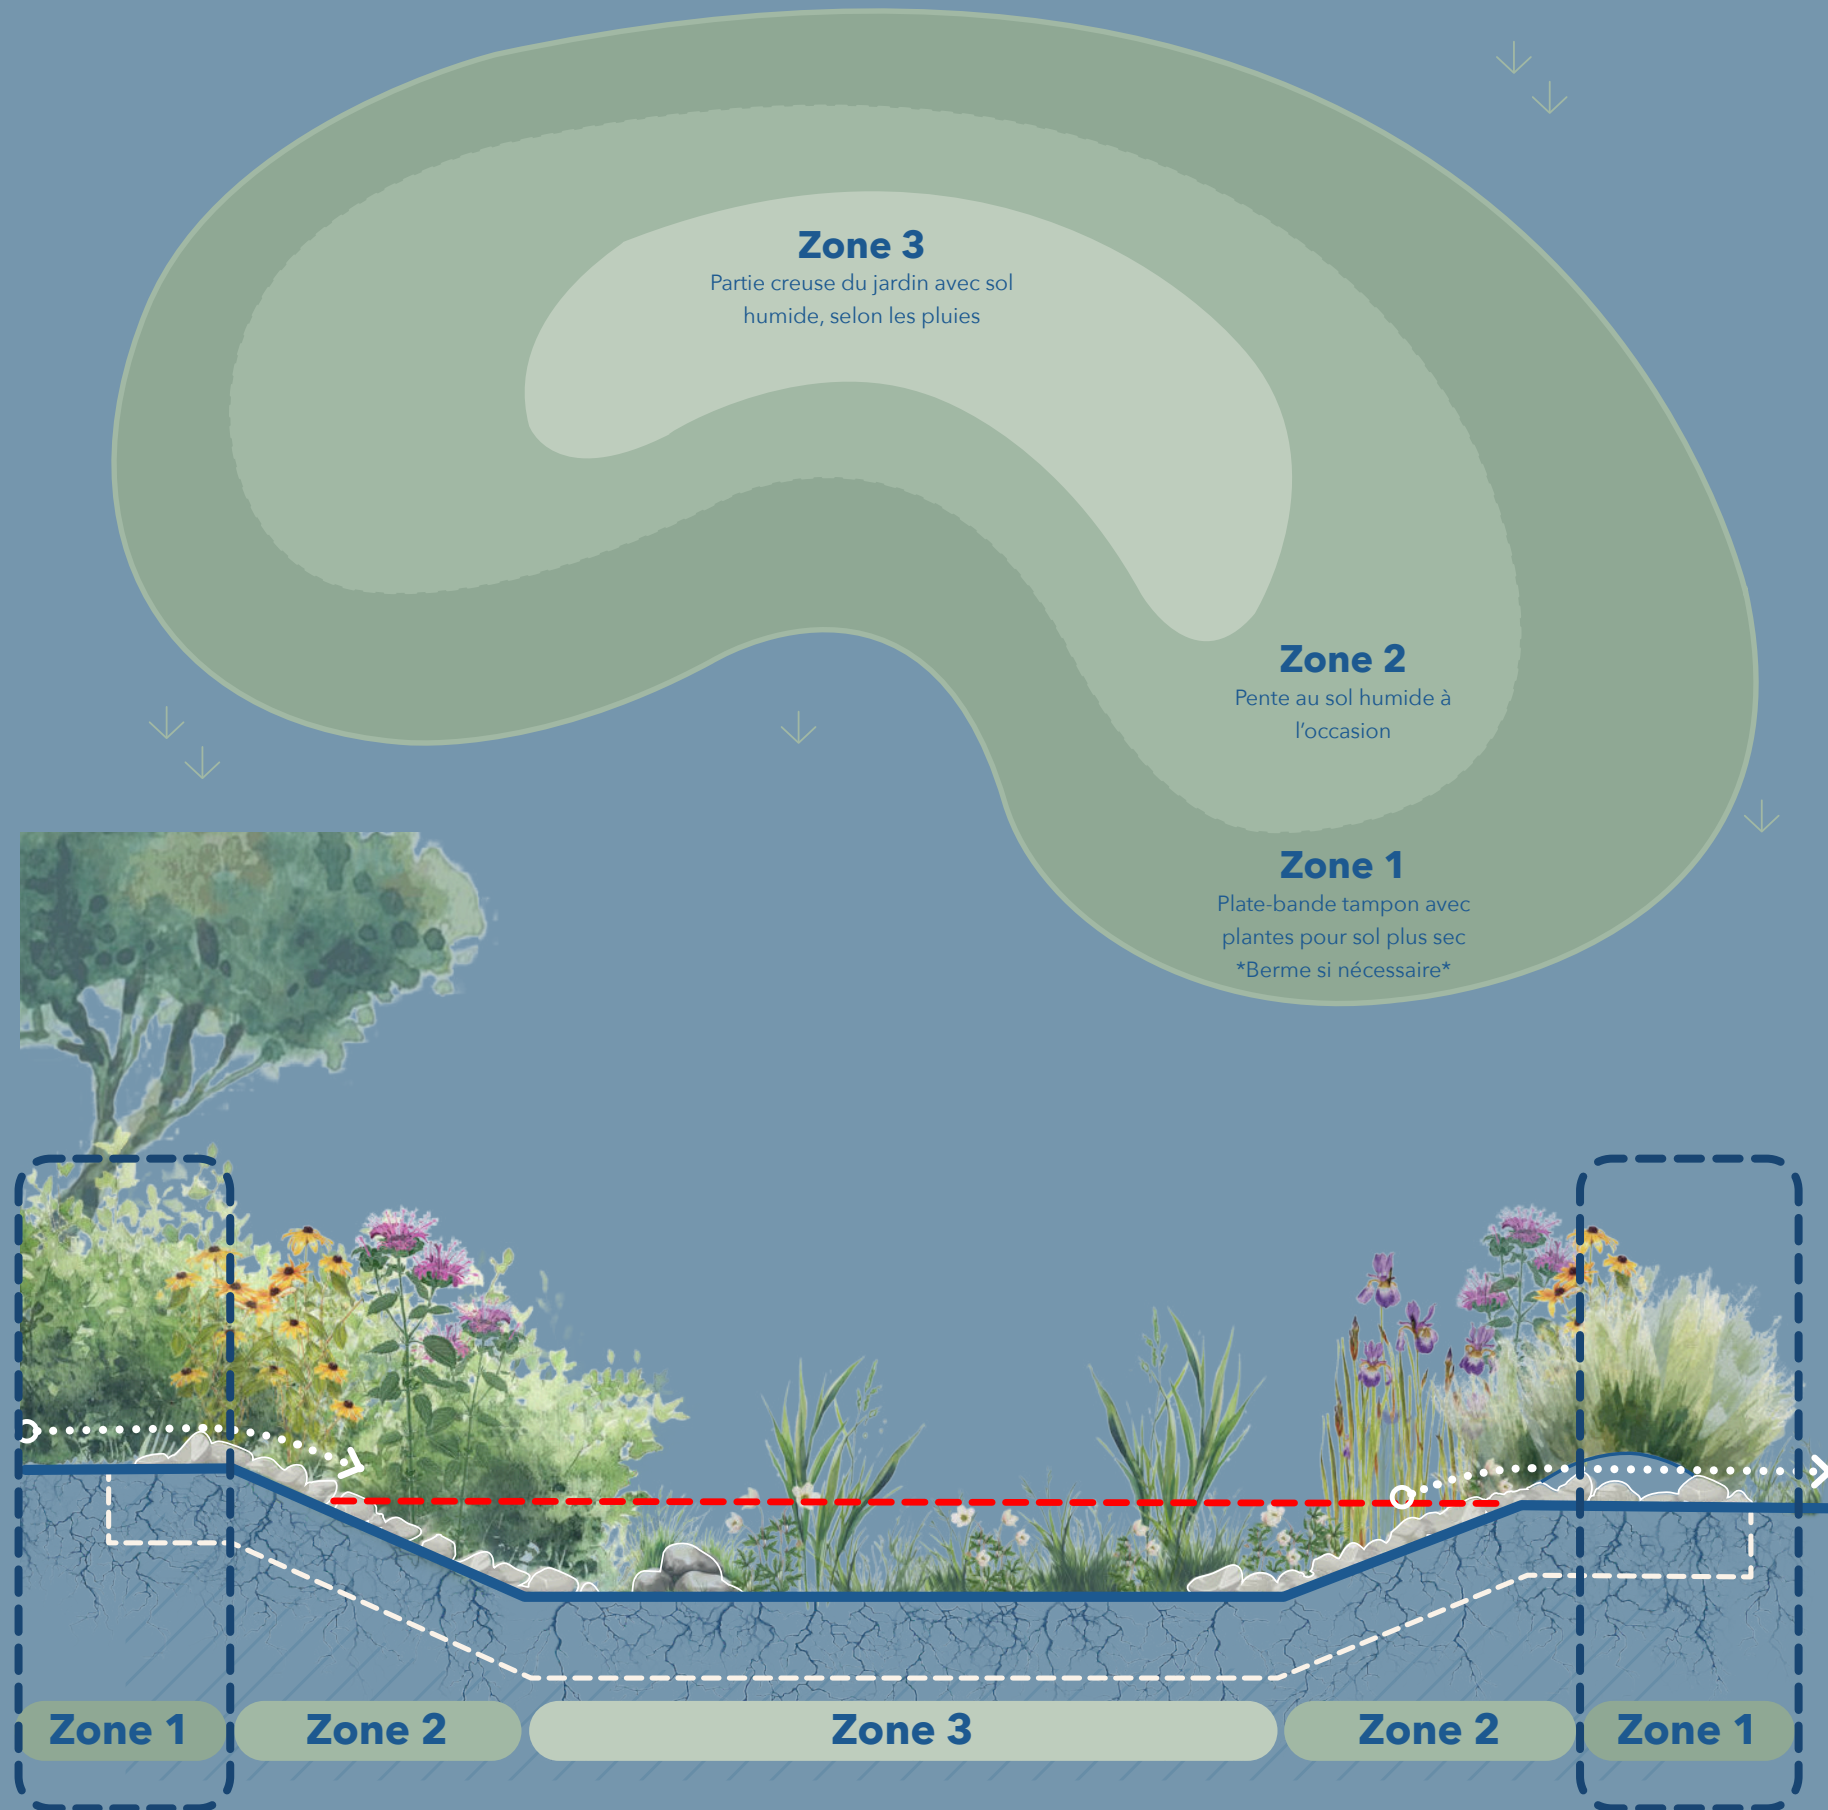 Zone 3
Partie creuse du jardin avec sol
humide, selon les pluies
Zone 2
Pente au sol humide à
l’occasion
Zone 1
Plate-bande tampon avec
plantes pour sol plus sec
*Berme si nécessaire*
Zone 1
Zone 2
Zone 3
Zone 2
Zone 1